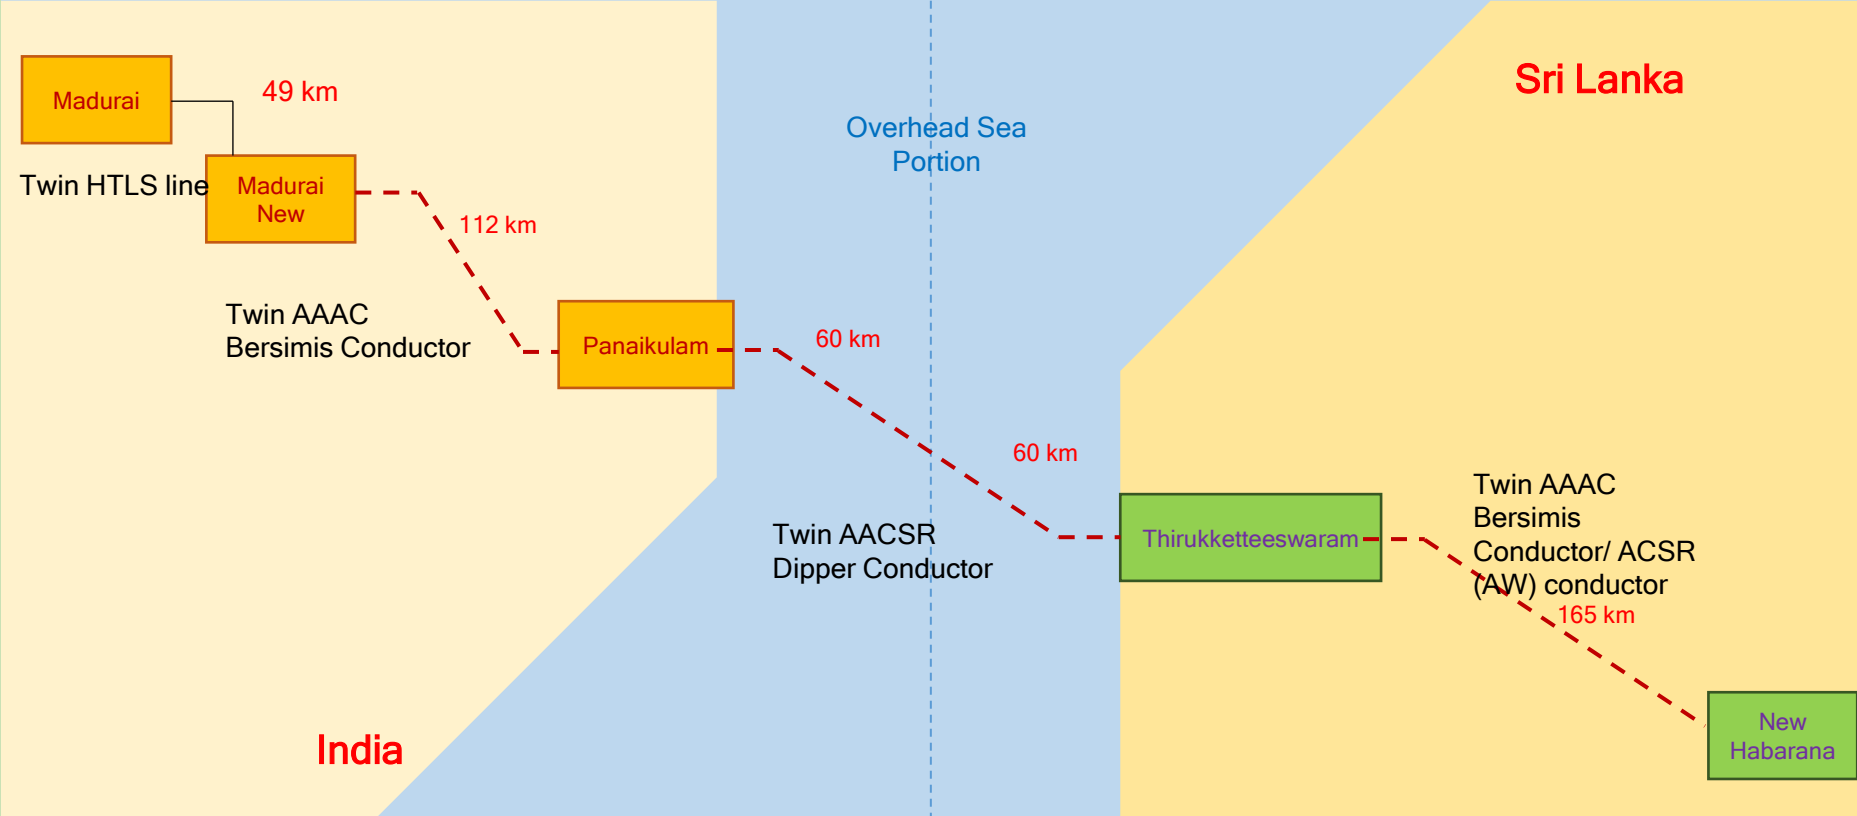 Sri Lanka
Madurai
49 km
Overhead Sea
Portion
Twin HTLS line
Madurai
New
112 km
Twin AAAC
Bersimis Conductor
Panaikulam
60 km
60 km
Twin AACSR
Dipper Conductor
Thirukketteeswaram
Twin AAAC
Bersimis
Conductor/ ACSR
(AW) conductor
165 km
New
Habarana
India